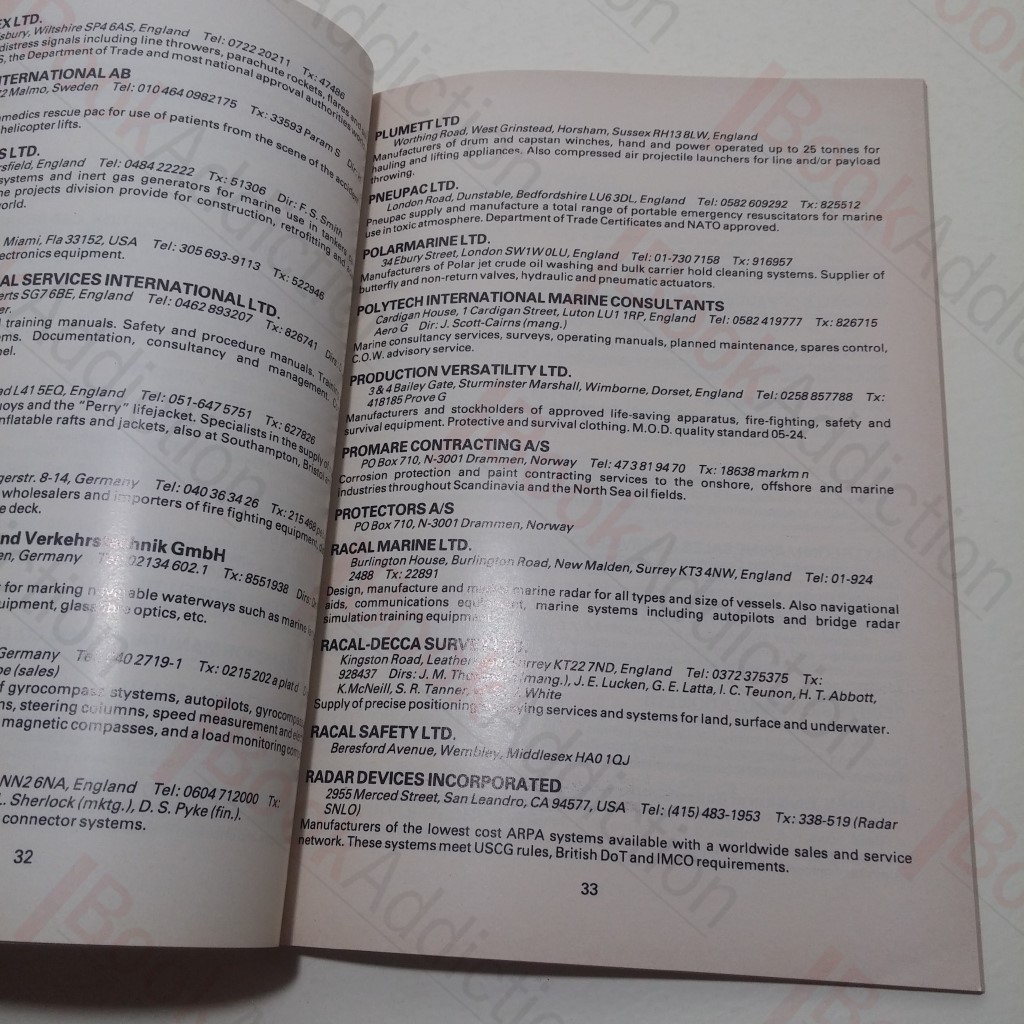 EX LTD.
sbury, Wiltshire SP4 6AS, England Tel: 0722 20211 Tx: 47486
distress signals including line throwers, parachute rockets, flares and
S, the Department of Trade and most national approval authorities
NTERNATIONAL AB
2 Malmo, Sweden Tel: 010 464 0982175 Tx: 33593 Param S
medics rescue pac for use of patients from the scene of the accident
helicopter lifts.
S LTD.
rsfield, England Tel: 0484 22222 Tx: 51306 Dir: F. S. Smith
systems and inert gas generators for marine use in tankers
ne projects division provide for construction, retrofitting and
orld.
Miami, Fla 33152, USA Tel: 305 693-9113 Tx: 522946
ectronics equipment.
AL SERVICES INTERNATIONAL LTD.
erts SG7 6BE, England Tel: 0462 893207 Tx: 826741
er.
training manuals. Safety and procedure manuals.
ms. Documentation, consultancy and management.
nel.
ad L41 5EQ, England Tel: 051-647 5751 Tx: 627826
uoys and the "Perry" lifejacket. Specialists in the supply of
nflatable rafts and jackets, also at Southampton, Bristol
gerstr. 8-14, Germany Tel: 040 36 34 26 Tx: 215468
wholesalers and importers of fire fighting equipment,
e deck.
nd Verkehrstechnik GmbH
en, Germany 02134 602.1 Tx: 8551938
for marking navigable waterways such as marine
uipment, glass optics, etc.
Germany 40 2719-1 Tx: 0215 202 a plat d
be (sales)
f gyrocompass stystems, autopilots, gyrocompass
ns, steering columns, speed measurement and
magnetic compasses, and a load monitoring
NN2 6NA, England Tel: 0604 712000 Tx:
L. Sherlock (mktg.), D. S. Pyke (fin.).
connector systems.
32
PLUMETT LTD
Worthing Road, West Grinstead, Horsham, Sussex RH13 8LW, England
Manufacturers of drum and capstan winches, hand and power operated up to 25 tonnes for
hauling and lifting appliances. Also compressed air projectile launchers for line and/or payload
throwing.
PNEUPAC LTD.
London Road, Dunstable, Bedfordshire LU6 3DL, England Tel: 0582 609292 Tx: 825512
Pneupac supply and manufacture a total range of portable emergency resuscitators for marine
use in toxic atmosphere. Department of Trade Certificates and NATO approved.
POLARMARINE LTD.
34 Ebury Street, London SW1W 0LU, England Tel: 01-730 7158 Tx: 916957
Manufacturers of Polar jet crude oil washing and bulk carrier hold cleaning systems. Supplier of
butterfly and non-return valves, hydraulic and pneumatic actuators.
POLYTECH INTERNATIONAL MARINE CONSULTANTS
Cardigan House, 1 Cardigan Street, Luton LU1 1RP, England Tel: 0582 419777 Tx: 826715
Aero G Dir: J. Scott-Cairns (mang.)
Marine consultancy services, surveys, operating manuals, planned maintenance, spares control,
C.O.W. advisory service.
PRODUCTION VERSATILITY LTD.
3 & 4 Bailey Gate, Sturminster Marshall, Wimborne, Dorset, England Tel: 0258 857788 Tx:
418185 Prove G
Manufacturers and stockholders of approved life-saving apparatus, fire-fighting, safety and
survival equipment. Protective and survival clothing. M.O.D. quality standard 05-24.
PROMARE CONTRACTING A/S
PO Box 710, N-3001 Drammen, Norway Tel: 47 3 81 94 70 Tx: 18638 markm n
Corrosion protection and paint contracting services to the onshore, offshore and marine
industries throughout Scandinavia and the North Sea oil fields.
PROTECTORS A/S
PO Box 710, N-3001 Drammen, Norway
RACAL MARINE LTD.
Burlington House, Burlington Road, New Malden, Surrey KT3 4NW, England Tel: 01-924
2488 Tx: 22891
Design, manufacture and marine radar for all types and size of vessels. Also navigational
aids, communications equipment, marine systems including autopilots and bridge radar
simulation training equipment.
RACAL-DECCA SURVEY LTD.
Kingston Road, Leatherhead, Surrey KT22 7ND, England Tel: 0372 375375 Tx:
928437 Dirs: J. M. (mang.), J. E. Lucken, G. E. Latta, I. C. Teunon, H. T. Abbott,
K. McNeill, S. R. Tanner, White
Supply of precise positioning surveying services and systems for land, surface and underwater.
RACAL SAFETY LTD.
Beresford Avenue, Wembley, Middlesex HA0 1QJ
RADAR DEVICES INCORPORATED
2955 Merced Street, San Leandro, CA 94577, USA Tel: (415) 483-1953 Tx: 338-519 (Radar
SNLO)
Manufacturers of the lowest cost ARPA systems available with a worldwide sales and service
network. These systems meet USCG rules, British DoT and IMCO requirements.
33
BookAddiction